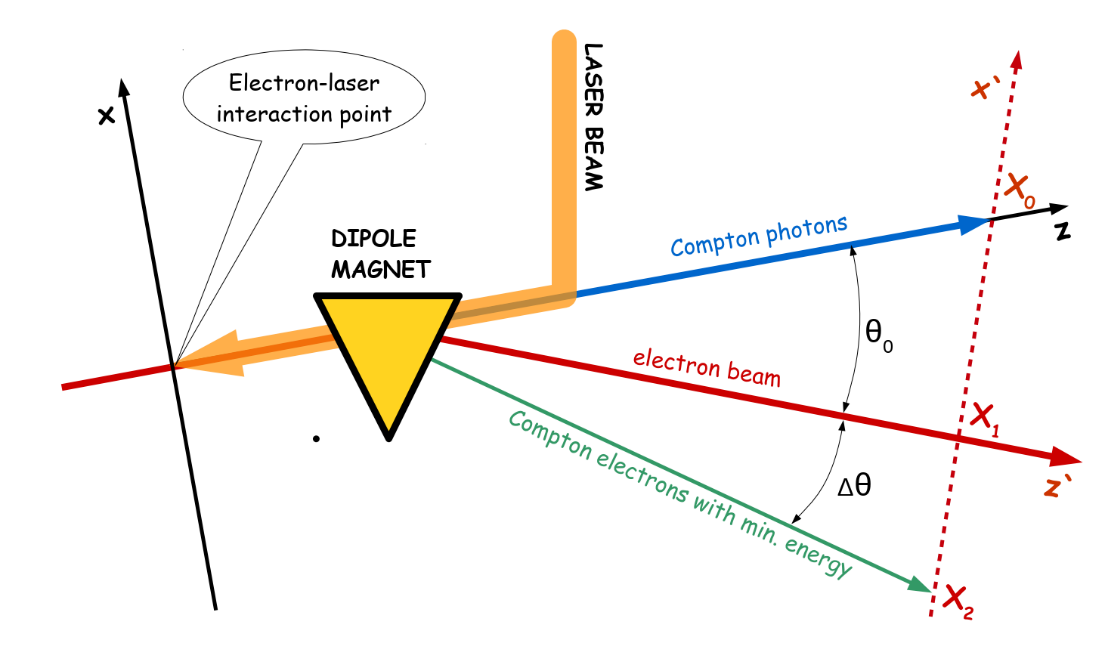 Electron-laser
interaction point
LASER BEAM
x
x`
X₀
z
DIPOLE
MAGNET
Compton photons
θ₀
electron beam
X₁
z`
Compton electrons with min. energy
Δθ
X₂